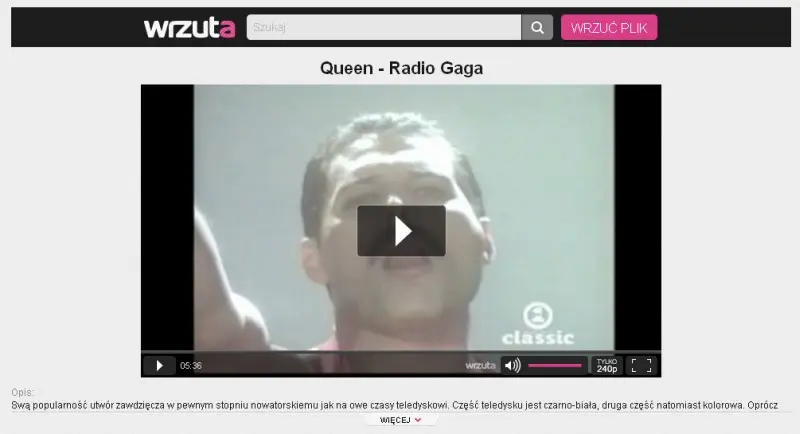 wrzuta
Szukaj
WRZUĆ PLIK
Queen - Radio Gaga
1
classic
05:36
wrzuta
TYLKO
240p
Opis:
Swą popularność utwór zawdzięcza w pewnym stopniu nowatorskiemu jak na owe czasy teledyskowi. Część teledysku jest czarno-biała, druga część natomiast kolorowa. Oprócz
WIĘCEJ